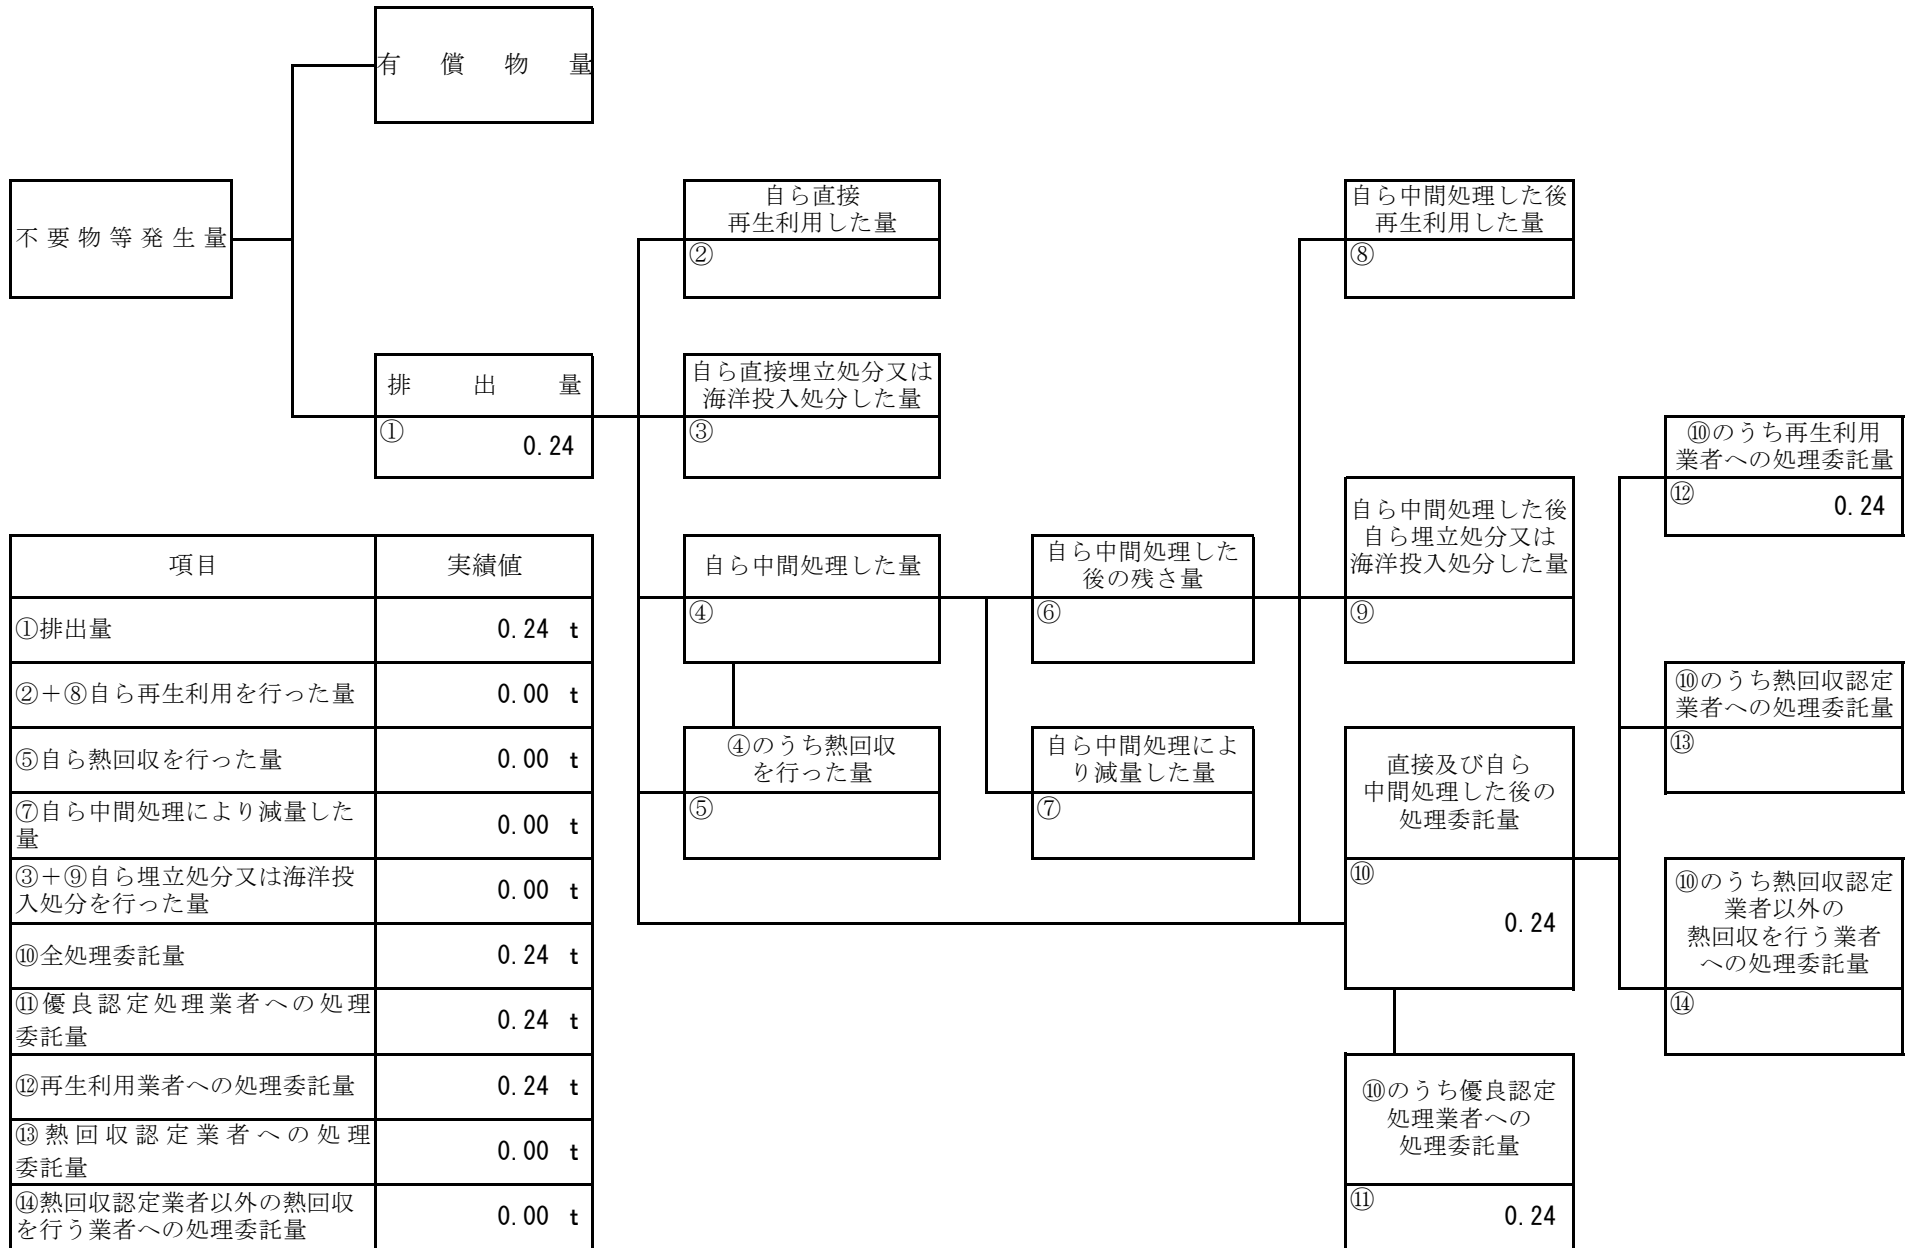 有償物量
不要物等発生量
排出量
① 0.24
自ら直接
再生利用した量
②
自ら直接埋立処分又は
海洋投入処分した量
③
自ら中間処理した量
④
④のうち熱回収
を行った量
⑤
自ら中間処理した
後の残さ量
⑥
自ら中間処理によ
り減量した量
⑦
自ら中間処理した後
再生利用した量
⑧
自ら中間処理した後
自ら埋立処分又は
海洋投入処分した量
⑨
直接及び自ら
中間処理した後の
処理委託量
⑩
0.24
⑩のうち優良認定
処理業者への
処理委託量
⑪ 0.24
⑩のうち再生利用
業者への処理委託量
⑫ 0.24
⑩のうち熱回収認定
業者への処理委託量
⑬
⑩のうち熱回収認定
業者以外の
熱回収を行う業者
への処理委託量
⑭
項目 実績値
①排出量 0.24 t
②＋⑧自ら再生利用を行った量 0.00 t
⑤自ら熱回収を行った量 0.00 t
⑦自ら中間処理により減量した
量 0.00 t
③＋⑨自ら埋立処分又は海洋投
入処分を行った量 0.00 t
⑩全処理委託量 0.24 t
⑪優良認定処理業者への処理
委託量 0.24 t
⑫再生利用業者への処理委託量 0.24 t
⑬熱回収認定業者への処理
委託量 0.00 t
⑭熱回収認定業者以外の熱回収
を行う業者への処理委託量 0.00 t